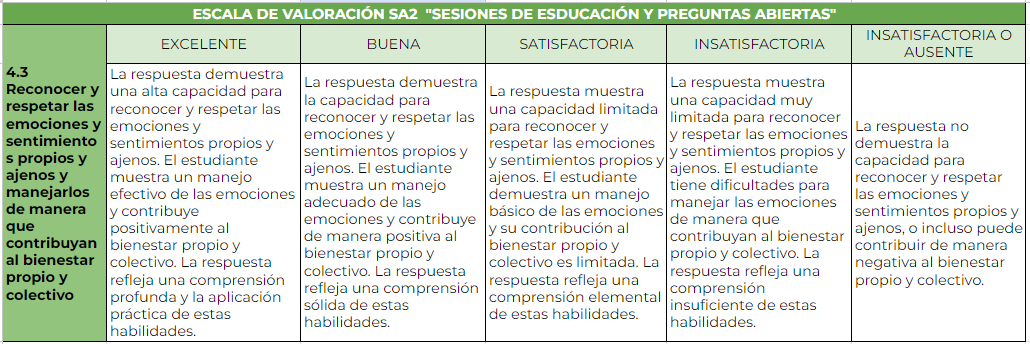 ESCALA DE VALORACIÓN SA2 "SESIONES DE ESDUCACIÓN Y PREGUNTAS ABIERTAS"
EXCELENTE
BUENA
SATISFACTORIA
INSATISFACTORIA
INSATISFACTORIA O
AUSENTE
4.3
Reconocer y
respetar las
emociones y
sentimiento
s propios y
ajenos y
manejarlos
de manera
que
contribuyan
al bienestar
propio y
colectivo
La respuesta demuestra
una alta capacidad para
reconocer y respetar las
emociones y
sentimientos propios y
ajenos. El estudiante
muestra un manejo
efectivo de las emociones
y contribuye
positivamente al
bienestar propio y
colectivo. La respuesta
refleja una comprensión
profunda y la aplicación
práctica de estas
habilidades.
La respuesta demuestra
la capacidad para
reconocer y respetar las
emociones y
sentimientos propios y
ajenos. El estudiante
muestra un manejo
adecuado de las
emociones y contribuye
de manera positiva al
bienestar propio y
colectivo. La respuesta
refleja una comprensión
sólida de estas
habilidades.
La respuesta muestra
una capacidad limitada
para reconocer y
respetar las emociones
y sentimientos propios y
ajenos. El estudiante
demuestra un manejo
básico de las emociones
y su contribución al
bienestar propio y
colectivo es limitada. La
respuesta refleja una
comprensión elemental
de estas habilidades.
La respuesta muestra
una capacidad muy
limitada para reconocer
y respetar las emociones
y sentimientos propios y
ajenos. El estudiante
tiene dificultades para
manejar las emociones
de manera que
contribuyan al bienestar
propio y colectivo. La
respuesta refleja una
comprensión
insuficiente de estas
habilidades.
La respuesta no
demuestra la
capacidad para
reconocer y respetar
las emociones y
sentimientos propios y
ajenos, o incluso puede
contribuir de manera
negativa al bienestar
propio y colectivo.